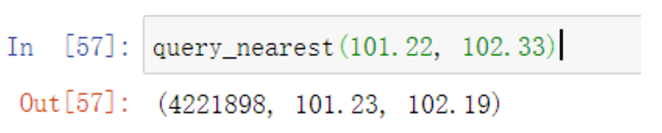 In [57]: query_nearest(101.22, 102.33)
Out[57]: (4221898, 101.23, 102.19)